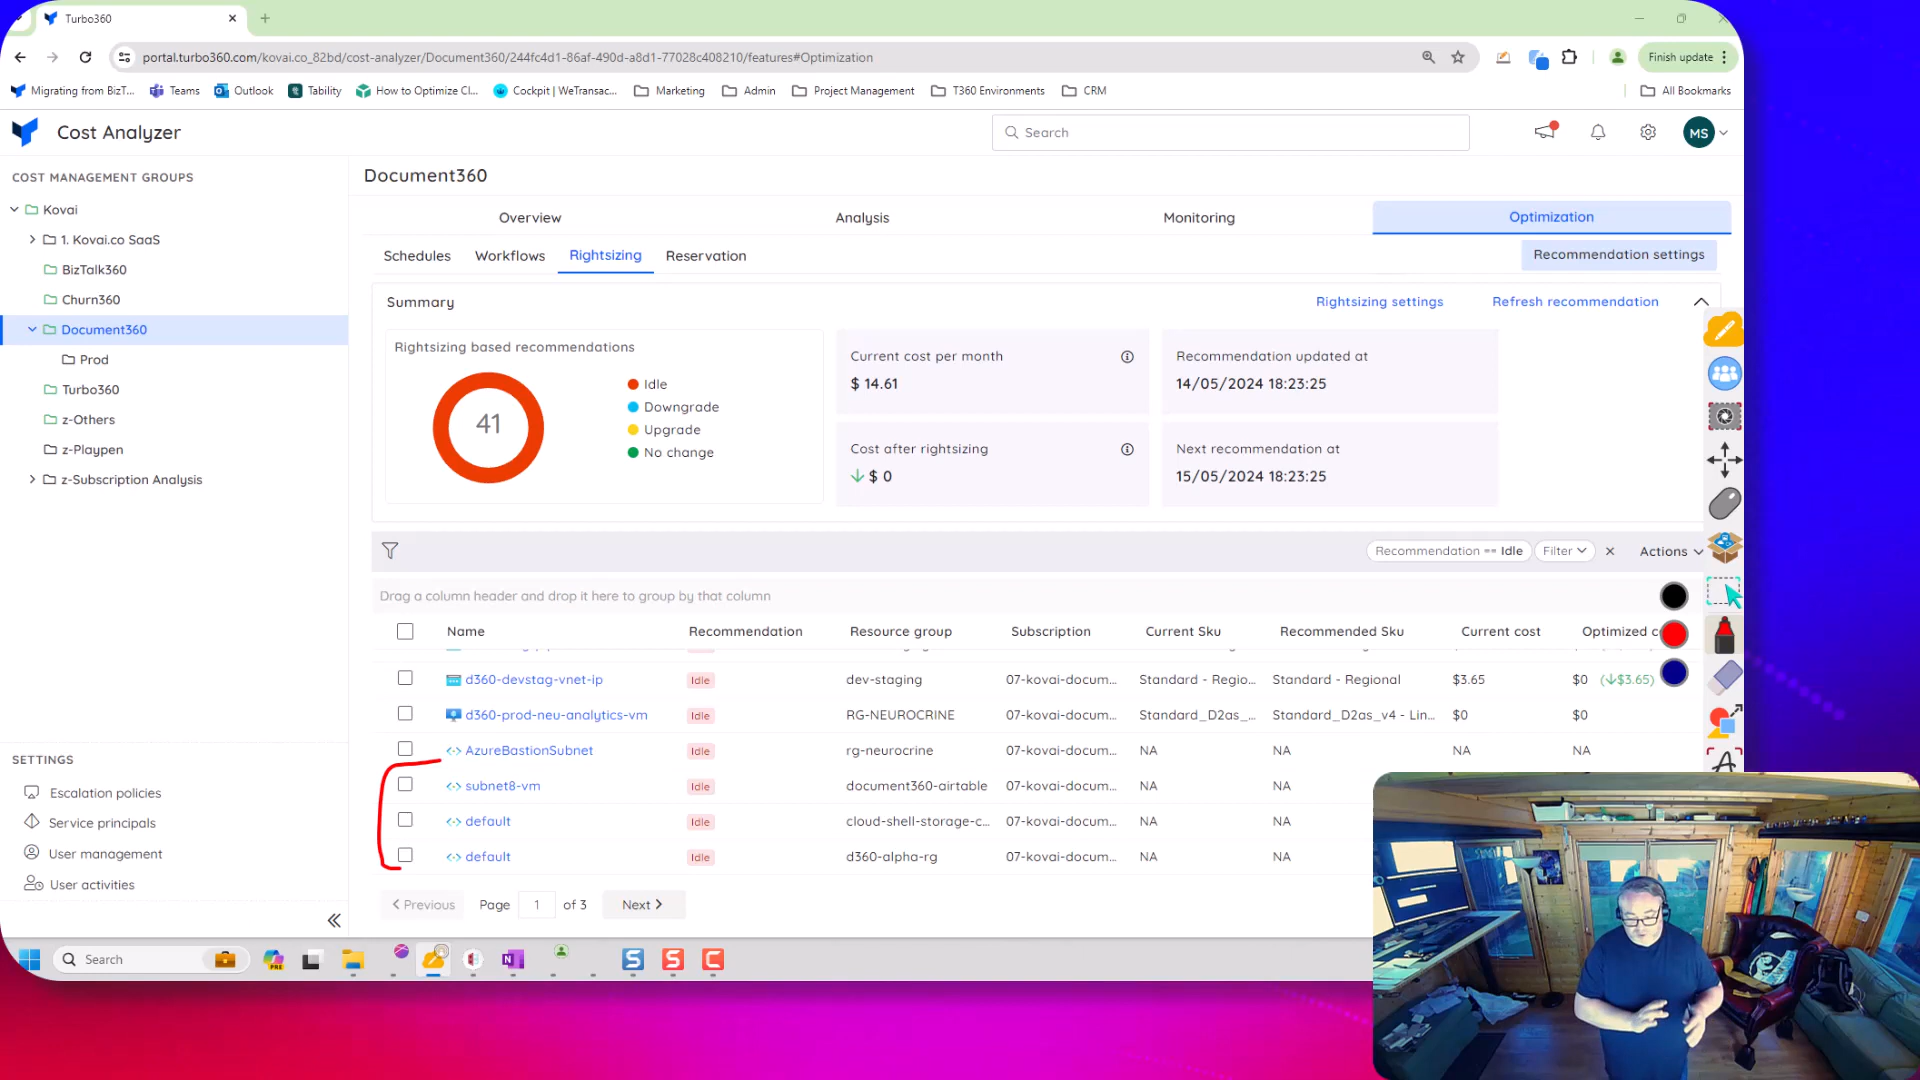 Turbo360
portal.turbo360.com/kovai.co_82bd/cost-analyzer/Document360/244fc4d1-86af-490d-a8d1-77028c408210/features#Optimization
Finish update
Migrating from BizT...
Teams
Outlook
Tability
How to Optimize Cl...
Cockpit | WeTransac...
Marketing
Admin
Project Management
T360 Environments
CRM
All Bookmarks
Cost Analyzer
Search
MS
COST MANAGEMENT GROUPS
Kovai
1. Kovai.co SaaS
BizTalk360
Churn360
Document360
Prod
Turbo360
z-Others
z-Playpen
z-Subscription Analysis
SETTINGS
Escalation policies
Service principals
User management
User activities
Document360
Overview
Analysis
Monitoring
Optimization
Schedules
Workflows
Rightsizing
Reservation
Recommendation settings
Summary
Rightsizing settings
Refresh recommendation
Rightsizing based recommendations
41
Idle
Downgrade
Upgrade
No change
Current cost per month
$ 14.61
Recommendation updated at
14/05/2024 18:23:25
Cost after rightsizing
$ 0
Next recommendation at
15/05/2024 18:23:25
Recommendation == Idle
Filter
Actions
Drag a column header and drop it here to group by that column
Name Recommendation Resource group Subscription Current Sku Recommended Sku Current cost Optimized c
d360-devstag-vnet-ip Idle dev-staging 07-kovai-docum... Standard - Regio... Standard - Regional $3.65 $0 (↓$3.65)
d360-prod-neu-analytics-vm Idle RG-NEUROCRINE 07-kovai-docum... Standard_D2as_... Standard_D2as_v4 - Lin... $0 $0
AzureBastionSubnet Idle rg-neurocrine 07-kovai-docum... NA NA NA NA
subnet8-vm Idle document360-airtable 07-kovai-docum... NA NA
default Idle cloud-shell-storage-c... 07-kovai-docum... NA NA
default Idle d360-alpha-rg 07-kovai-docum... NA NA
Previous
Page 1 of 3
Next
Search
PRE
S
S
C
A